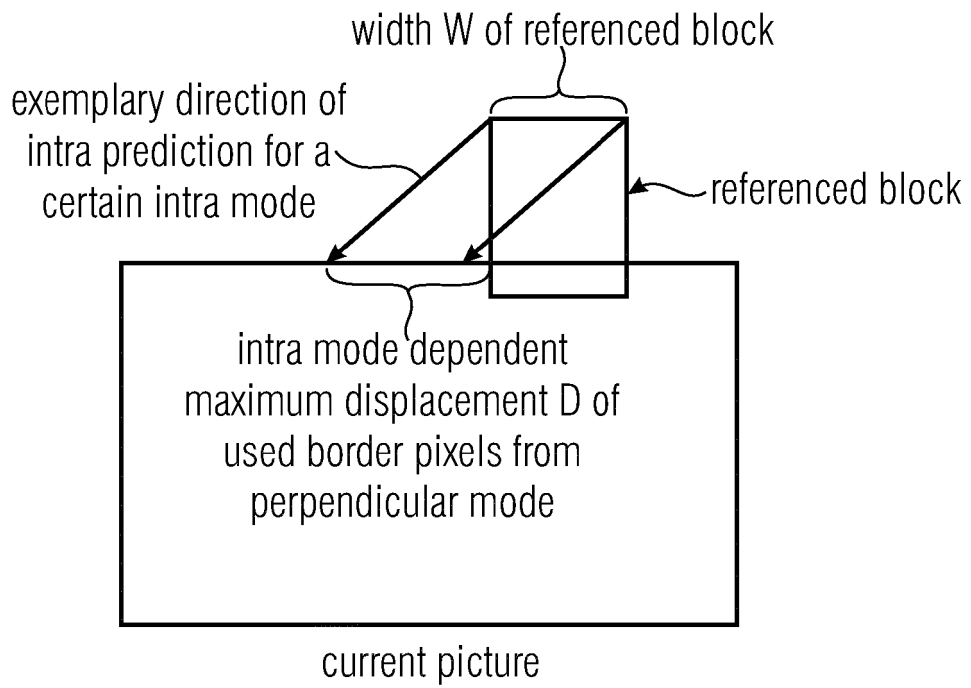 width W of referenced block
exemplary direction of
intra prediction for a
certain intra mode
referenced block
intra mode dependent
maximum displacement D of
used border pixels from
perpendicular mode
current picture